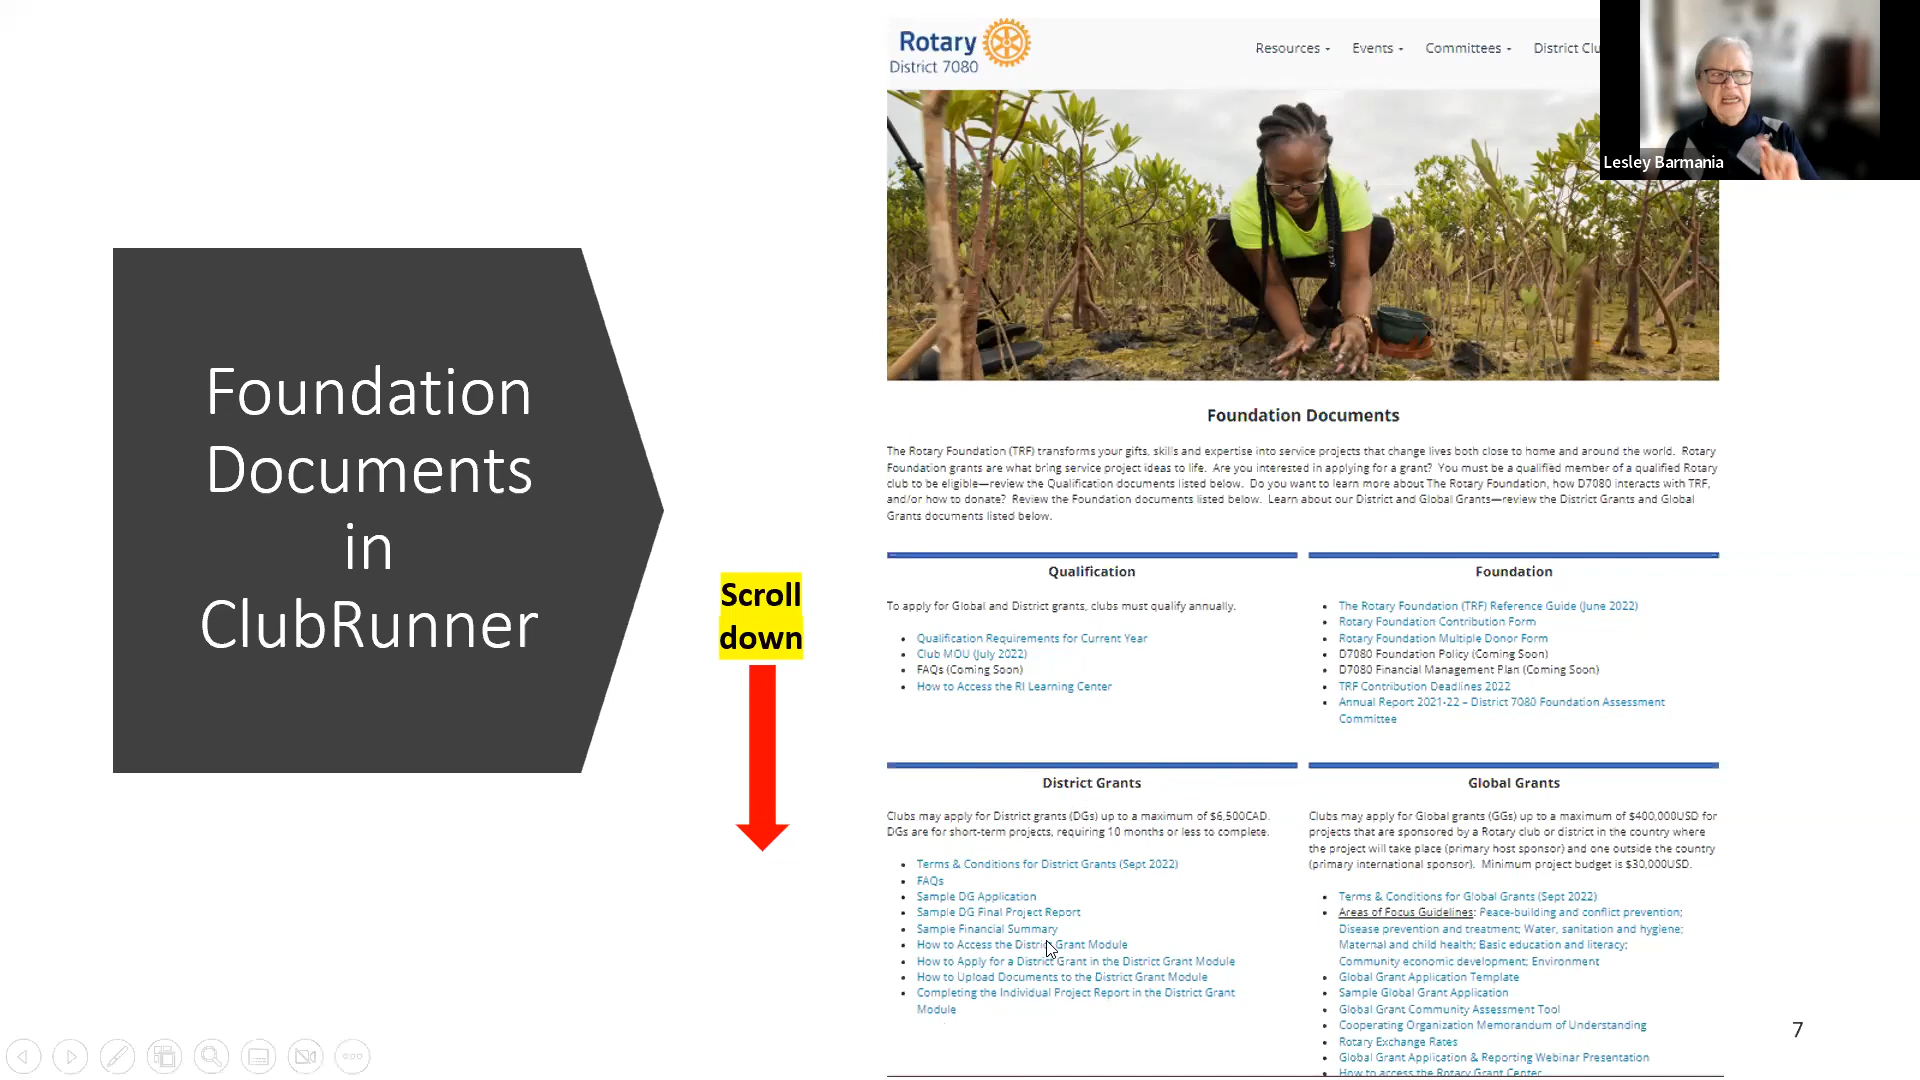 Foundation
Documents
in
ClubRunner
Scroll
down
Rotary
District 7080
Resources
Events
Committees
District Clu
Lesley Barmania
Foundation Documents
The Rotary Foundation (TRF) transforms your gifts, skills and expertise into service projects that change lives both close to home and around the world. Rotary
Foundation grants are what bring service project ideas to life. Are you interested in applying for a grant? You must be a qualified member of a qualified Rotary
club to be eligible—review the Qualification documents listed below. Do you want to learn more about The Rotary Foundation, how D7080 interacts with TRF,
and/or how to donate? Review the Foundation documents listed below. Learn about our District and Global Grants—review the District Grants and Global
Grants documents listed below.
Qualification
To apply for Global and District grants, clubs must qualify annually.
Qualification Requirements for Current Year
Club MOU (July 2022)
FAQs (Coming Soon)
How to Access the RI Learning Center
Foundation
The Rotary Foundation (TRF) Reference Guide (June 2022)
Rotary Foundation Contribution Form
Rotary Foundation Multiple Donor Form
D7080 Foundation Policy (Coming Soon)
D7080 Financial Management Plan (Coming Soon)
TRF Contribution Deadlines 2022
Annual Report 2021-22 – District 7080 Foundation Assessment
Committee
District Grants
Clubs may apply for District grants (DGs) up to a maximum of $6,500CAD.
DGs are for short-term projects, requiring 10 months or less to complete.
Terms & Conditions for District Grants (Sept 2022)
FAQs
Sample DG Application
Sample DG Final Project Report
Sample Financial Summary
How to Access the District Grant Module
How to Apply for a District Grant in the District Grant Module
How to Upload Documents to the District Grant Module
Completing the Individual Project Report in the District Grant
Module
Global Grants
Clubs may apply for Global grants (GGs) up to a maximum of $400,000USD for
projects that are sponsored by a Rotary club or district in the country where
the project will take place (primary host sponsor) and one outside the country
(primary international sponsor). Minimum project budget is $30,000USD.
Terms & Conditions for Global Grants (Sept 2022)
Areas of Focus Guidelines: Peace-building and conflict prevention;
Disease prevention and treatment; Water, sanitation and hygiene;
Maternal and child health; Basic education and literacy;
Community economic development; Environment
Global Grant Application Template
Sample Global Grant Application
Global Grant Community Assessment Tool
Cooperating Organization Memorandum of Understanding
Rotary Exchange Rates
Global Grant Application & Reporting Webinar Presentation
How to access the Rotary Grant Center
7